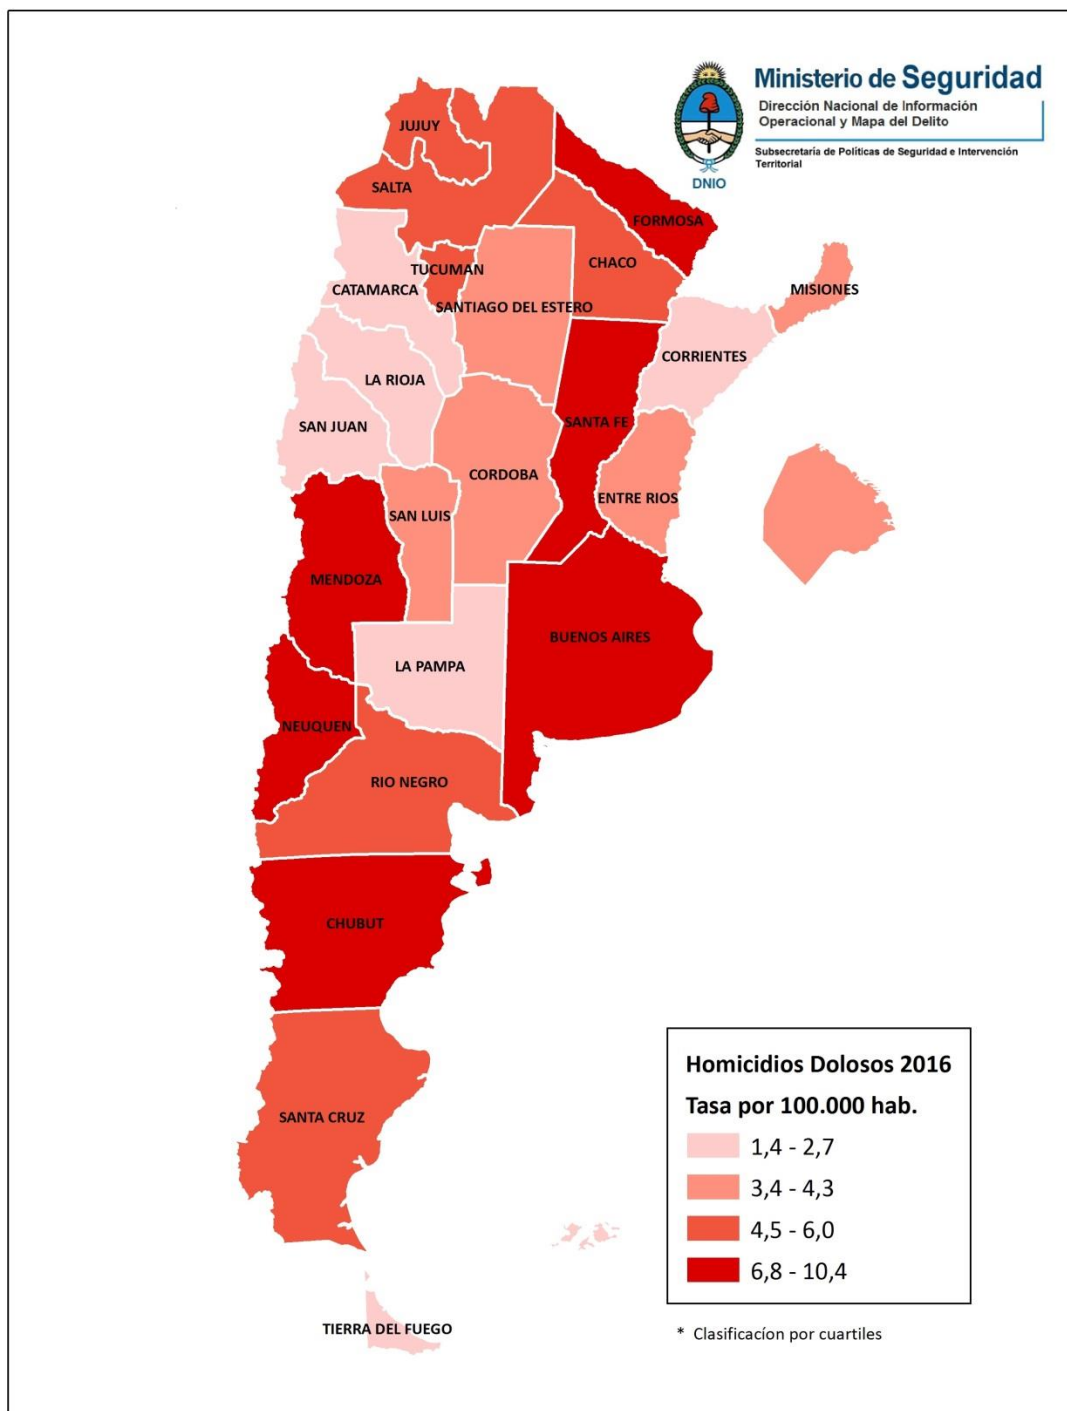 Ministerio de Seguridad
Dirección Nacional de Información
Operacional y Mapa del Delito
Subsecretaría de Políticas de Seguridad e Intervención
Territorial
DNIO
JUJUY
SALTA
FORMOSA
CHACO
TUCUMAN
CATAMARCA
SANTIAGO DEL ESTERO
MISIONES
CORRIENTES
LA RIOJA
SAN JUAN
SANTA FE
CORDOBA
ENTRE RIOS
SAN LUIS
MENDOZA
BUENOS AIRES
LA PAMPA
NEUQUEN
RIO NEGRO
CHUBUT
SANTA CRUZ
TIERRA DEL FUEGO
Homicidios Dolosos 2016
Tasa por 100.000 hab.
1,4 - 2,7
3,4 - 4,3
4,5 - 6,0
6,8 - 10,4
* Clasificacíon por cuartiles